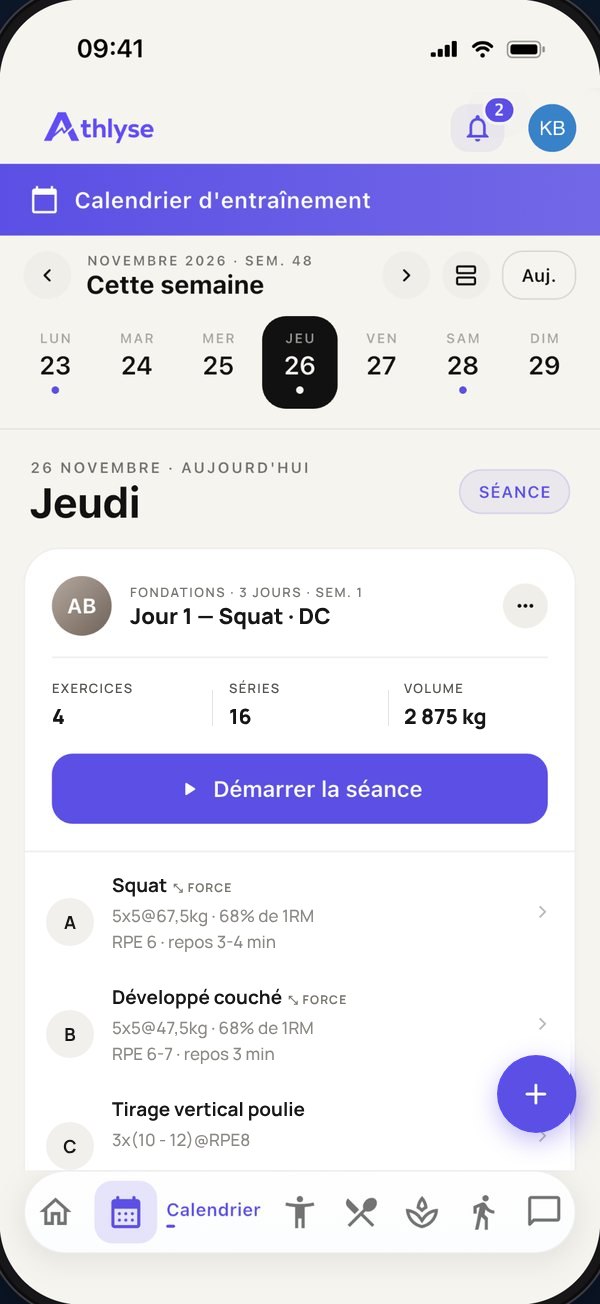 09:41
Athlyse
2
KB
Calendrier d'entraînement
NOVEMBRE 2026 · SEM. 48
Cette semaine
Auj.
LUN MAR MER JEU VEN SAM DIM
23 24 25 26 27 28 29
26 NOVEMBRE · AUJOURD'HUI
Jeudi
SÉANCE
AB
FONDATIONS · 3 JOURS · SEM. 1
Jour 1 — Squat · DC
EXERCICES SÉRIES VOLUME
4 16 2 875 kg
Démarrer la séance
A
Squat FORCE
5x5@67,5kg · 68% de 1RM
RPE 6 · repos 3-4 min
B
Développé couché FORCE
5x5@47,5kg · 68% de 1RM
RPE 6-7 · repos 3 min
C
Tirage vertical poulie
3x(10 - 12)@RPE8
Calendrier